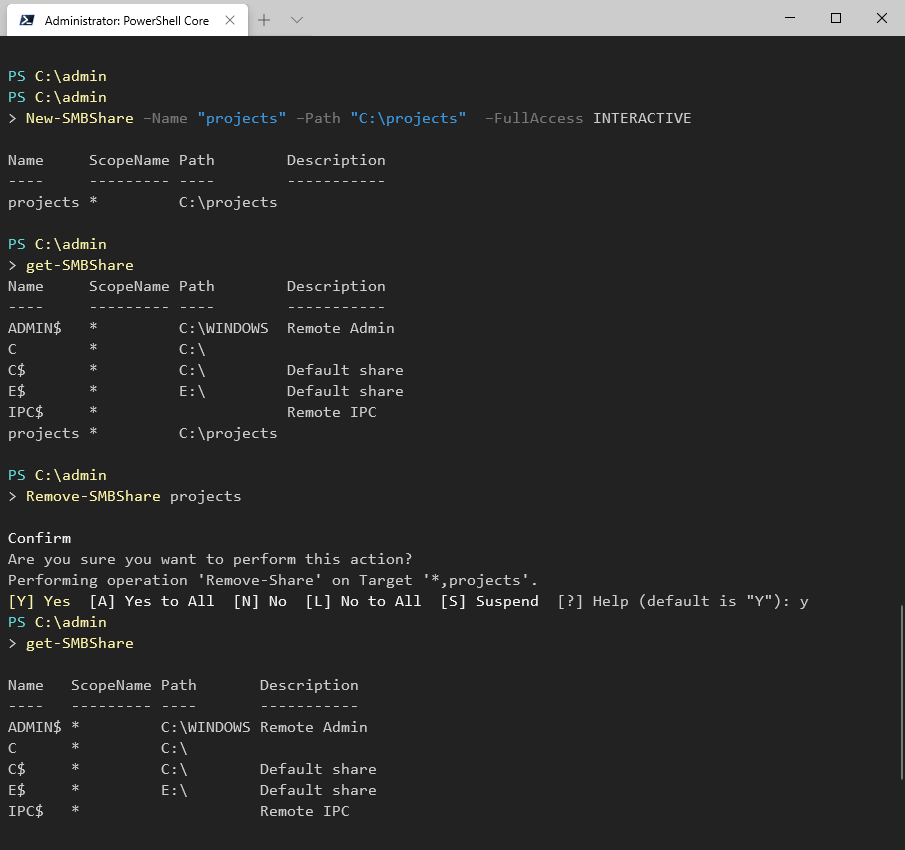 Administrator: PowerShell Core
PS C:\admin
PS C:\admin
> New-SMBShare -Name "projects" -Path "C:\projects"  -FullAccess INTERACTIVE
Name     ScopeName Path        Description
----     --------- ----        -----------
projects *         C:\projects
PS C:\admin
> get-SMBShare
Name     ScopeName Path        Description
----     --------- ----        -----------
ADMIN$   *         C:\WINDOWS  Remote Admin
C        *         C:\
C$       *         C:\         Default share
E$       *         E:\         Default share
IPC$     *                     Remote IPC
projects *         C:\projects
PS C:\admin
> Remove-SMBShare projects
Confirm
Are you sure you want to perform this action?
Performing operation 'Remove-Share' on Target '*,projects'.
[Y] Yes  [A] Yes to All  [N] No  [L] No to All  [S] Suspend  [?] Help (default is "Y"): y
PS C:\admin
> get-SMBShare
Name   ScopeName Path       Description
----   --------- ----       -----------
ADMIN$ *         C:\WINDOWS Remote Admin
C      *         C:\
C$     *         C:\        Default share
E$     *         E:\        Default share
IPC$   *                    Remote IPC